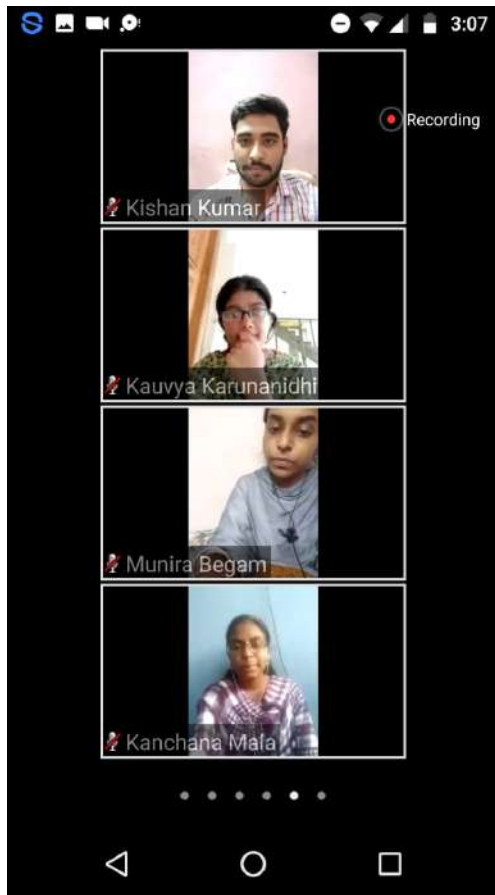 3:07
Recording
Kishan Kumar
Kauvya Karunanidhi
Munira Begam
Kanchana Mala